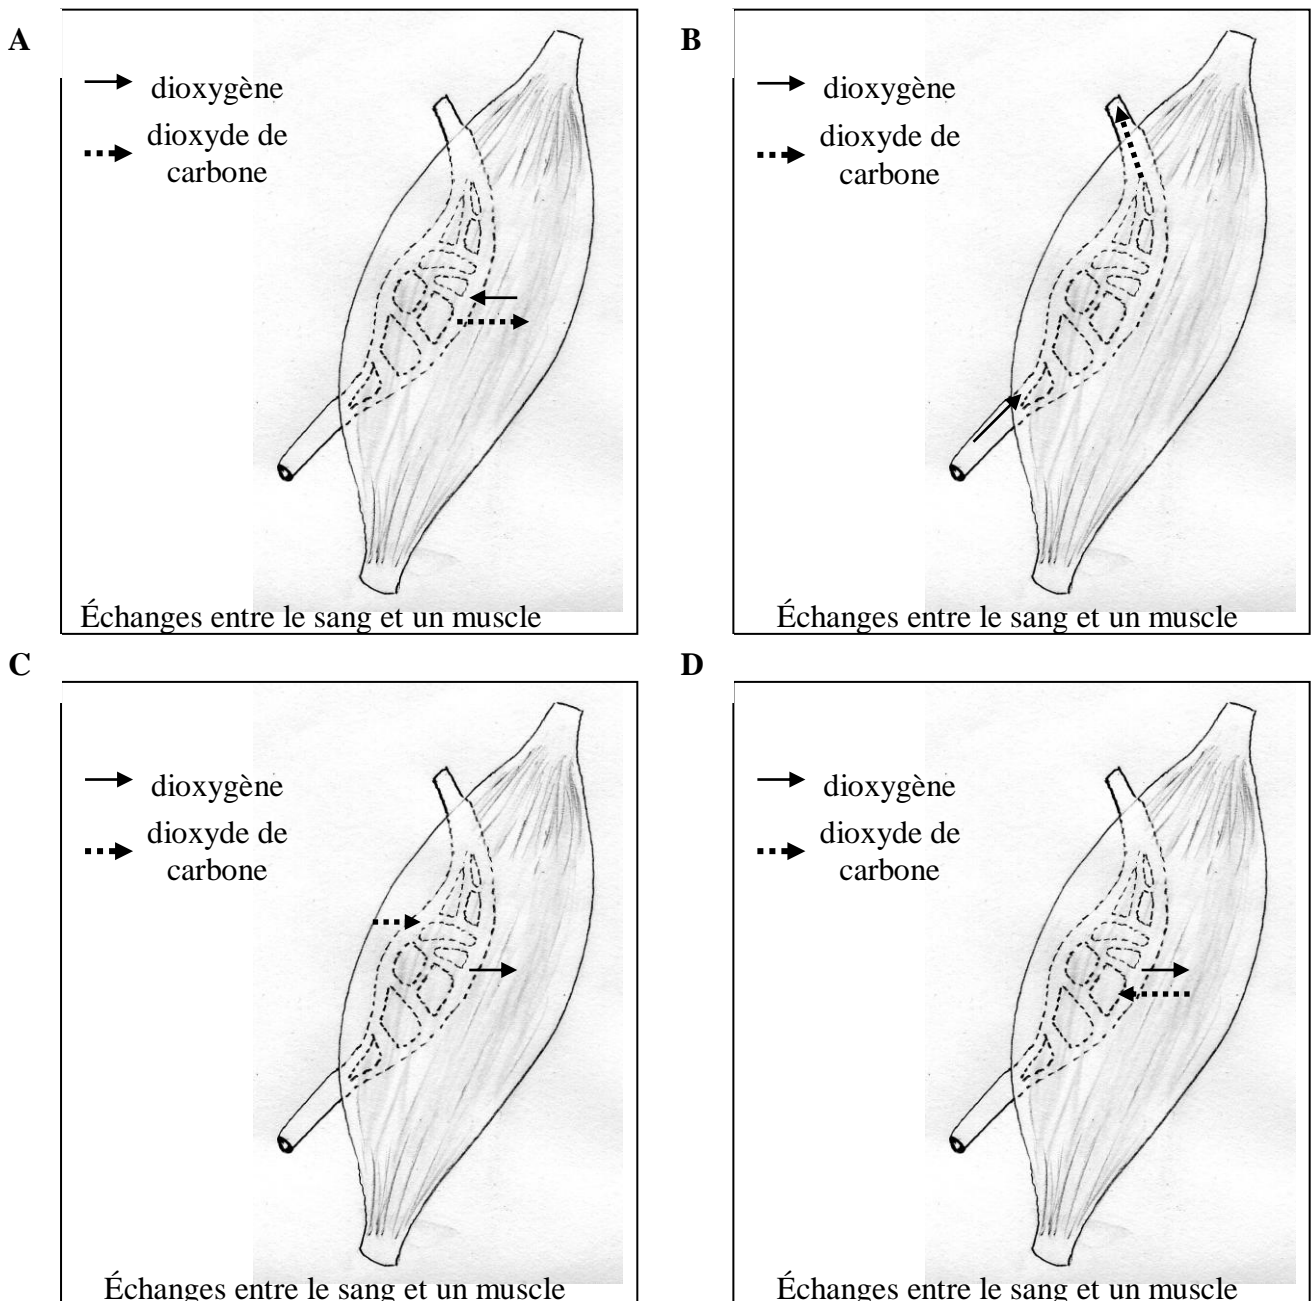 A
dioxygène
dioxyde de
carbone
Échanges entre le sang et un muscle
B
dioxygène
dioxyde de
carbone
Échanges entre le sang et un muscle
C
dioxygène
dioxyde de
carbone
Échanges entre le sang et un muscle
D
dioxygène
dioxyde de
carbone
Échanges entre le sang et un muscle